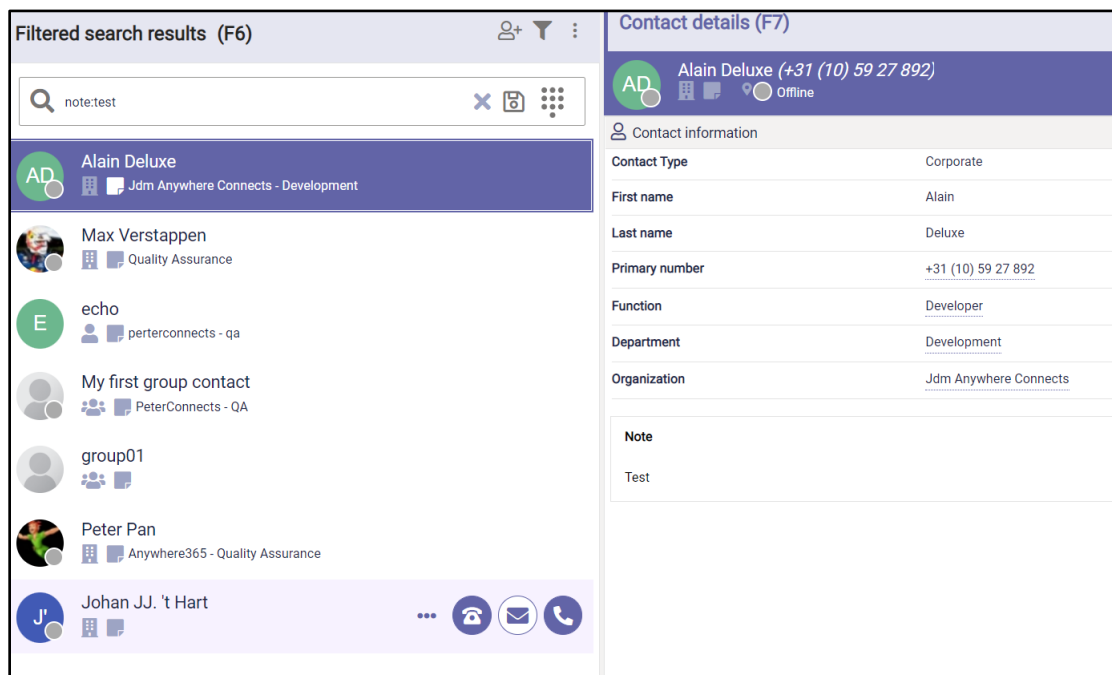 Filtered search results (F6)
note:test
AD
Alain Deluxe
Jdm Anywhere Connects - Development
Max Verstappen
Quality Assurance
E
echo
perterconnects - qa
My first group contact
PeterConnects - QA
group01
Peter Pan
Anywhere365 - Quality Assurance
J'
Johan JJ. 't Hart
Contact details (F7)
AD
Alain Deluxe (+31 (10) 59 27 892)
Offline
Contact information
Contact Type Corporate
First name Alain
Last name Deluxe
Primary number +31 (10) 59 27 892
Function Developer
Department Development
Organization Jdm Anywhere Connects
Note
Test